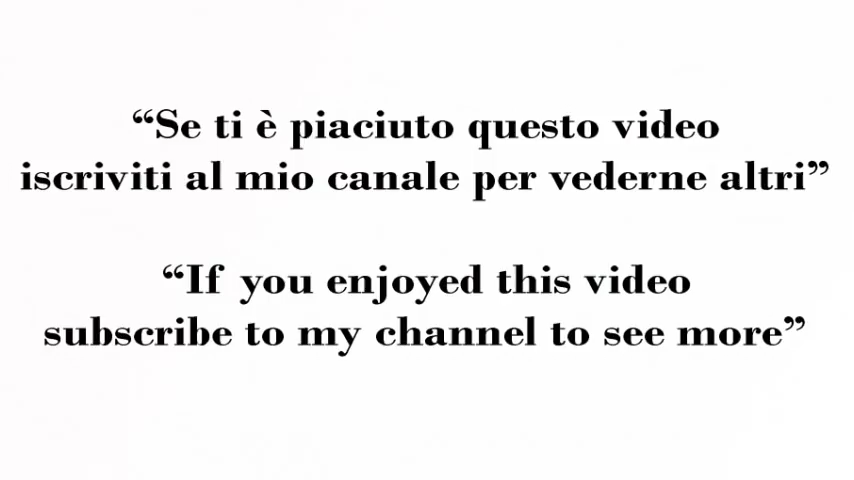 “Se ti è piaciuto questo video
iscriviti al mio canale per vederne altri”
“If you enjoyed this video
subscribe to my channel to see more”